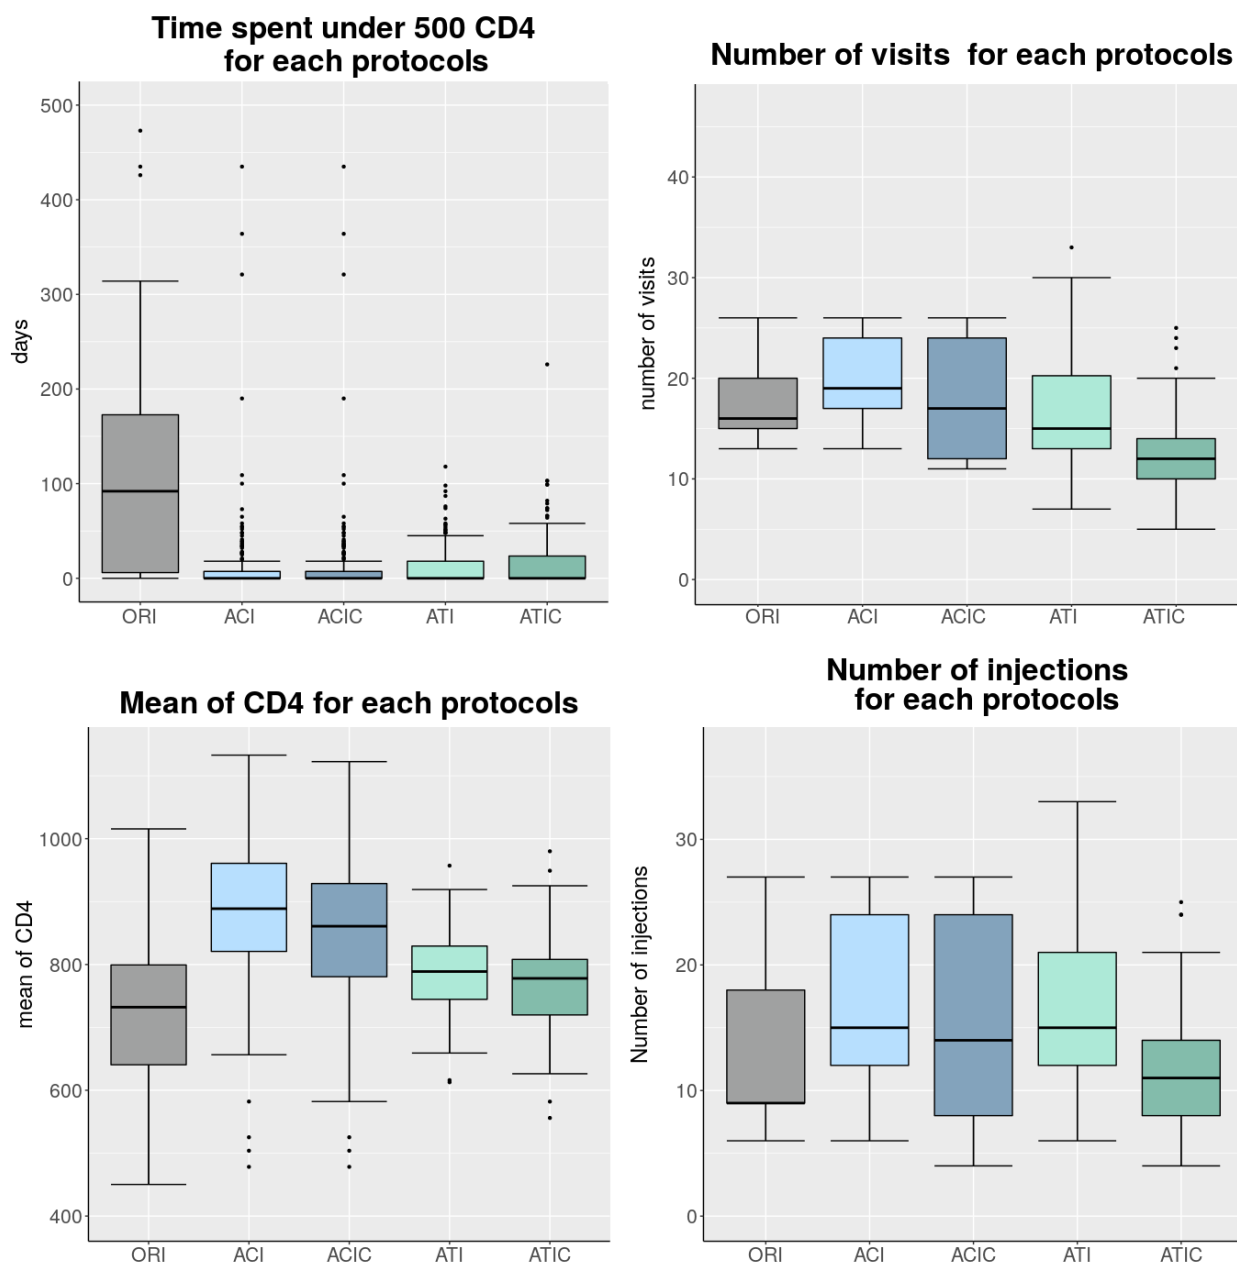 Time spent under 500 CD4
for each protocols
days
500
400
300
200
100
0
ORI ACI ACIC ATI ATIC
Number of visits  for each protocols
number of visits
40
30
20
10
0
ORI ACI ACIC ATI ATIC
Mean of CD4 for each protocols
mean of CD4
1000
800
600
400
ORI ACI ACIC ATI ATIC
Number of injections
for each protocols
Number of injections
30
20
10
0
ORI ACI ACIC ATI ATIC